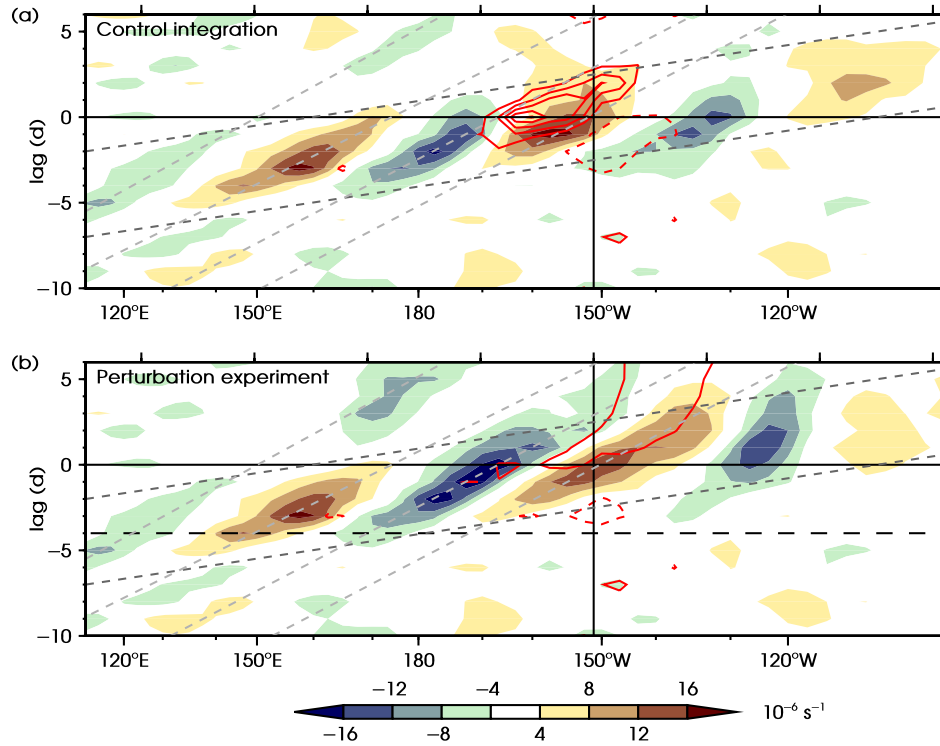 (a)
Control integration
lag (d)
5
0
−5
−10
120°E 150°E 180 150°W 120°W
(b)
Perturbation experiment
lag (d)
5
0
−5
−10
120°E 150°E 180 150°W 120°W
−12 −4 8 16
10⁻⁶ s⁻¹
−16 −8 4 12